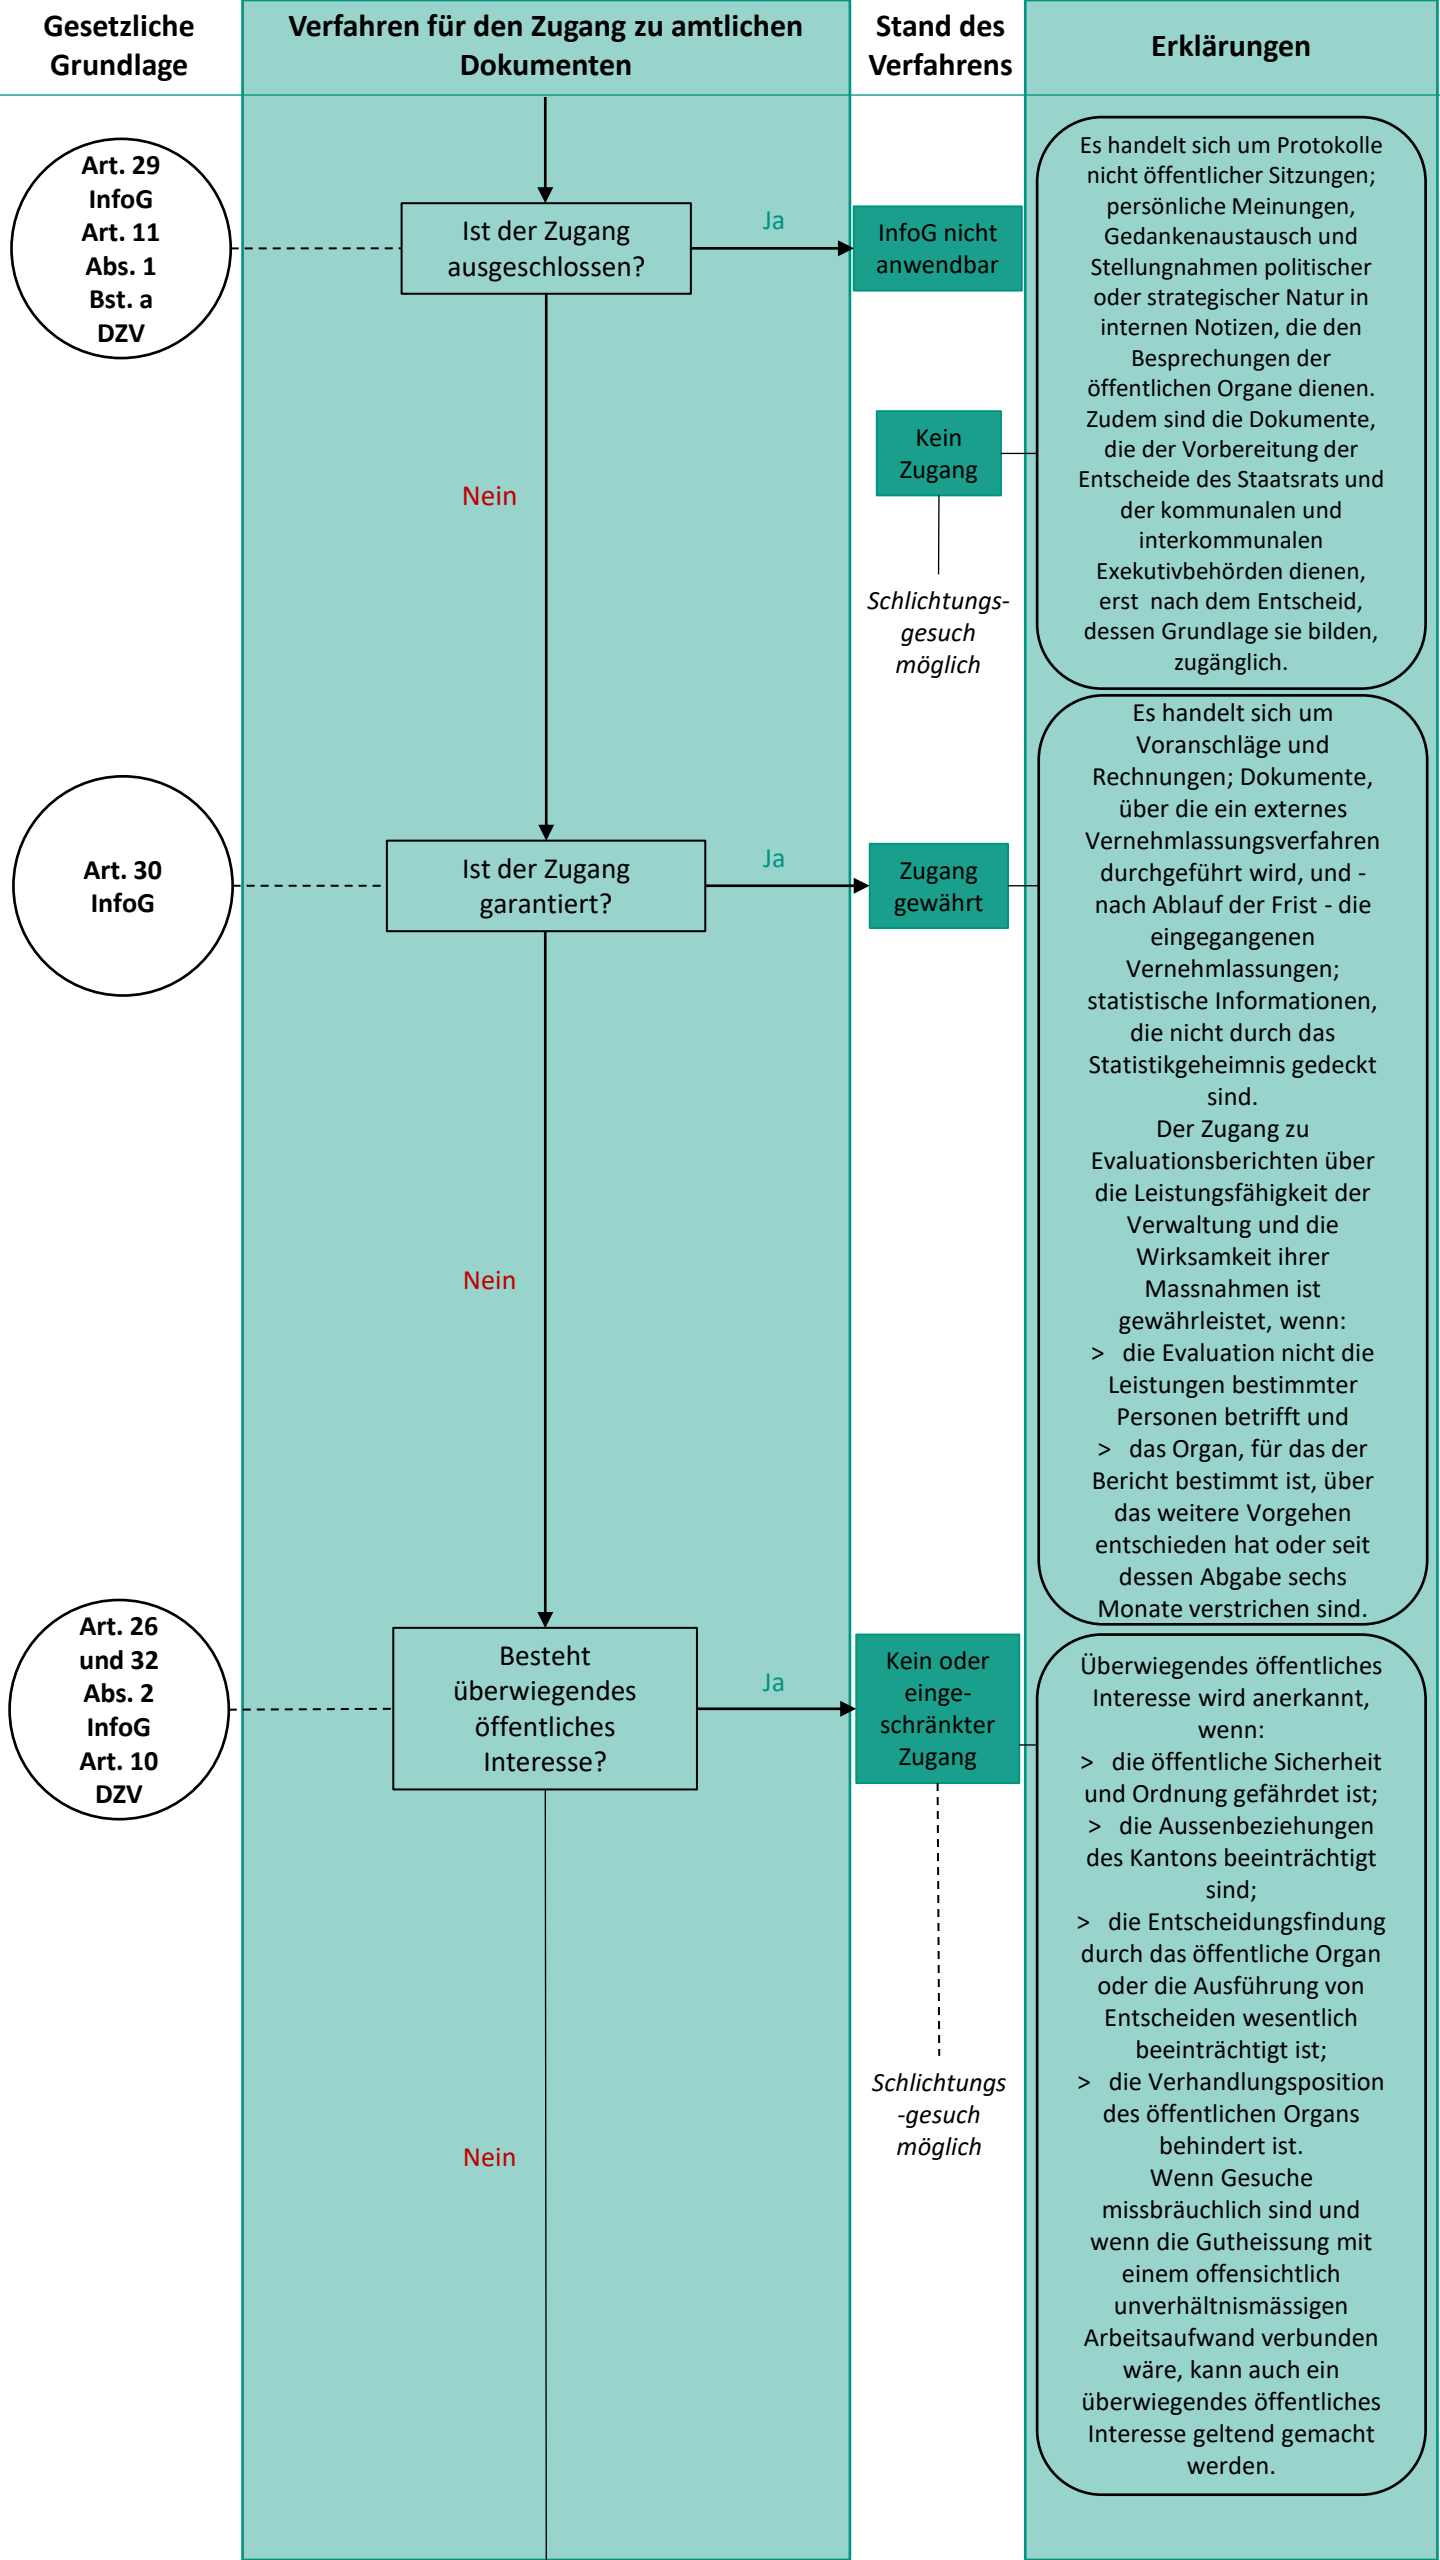 Gesetzliche
Grundlage
Verfahren für den Zugang zu amtlichen
Dokumenten
Stand des
Verfahrens
Erklärungen
Art. 29
InfoG
Art. 11
Abs. 1
Bst. a
DZV
Ist der Zugang
ausgeschlossen?
Ja
InfoG nicht
anwendbar
Nein
Kein
Zugang
Schlichtungs-
gesuch
möglich
Es handelt sich um Protokolle
nicht öffentlicher Sitzungen;
persönliche Meinungen,
Gedankenaustausch und
Stellungnahmen politischer
oder strategischer Natur in
internen Notizen, die den
Besprechungen der
öffentlichen Organe dienen.
Zudem sind die Dokumente,
die der Vorbereitung der
Entscheide des Staatsrats und
der kommunalen und
interkommunalen
Exekutivbehörden dienen,
erst nach dem Entscheid,
dessen Grundlage sie bilden,
zugänglich.
Art. 30
InfoG
Ist der Zugang
garantiert?
Ja
Zugang
gewährt
Nein
Es handelt sich um
Voranschläge und
Rechnungen; Dokumente,
über die ein externes
Vernehmlassungsverfahren
durchgeführt wird, und -
nach Ablauf der Frist - die
eingegangenen
Vernehmlassungen;
statistische Informationen,
die nicht durch das
Statistikgeheimnis gedeckt
sind.
Der Zugang zu
Evaluationsberichten über
die Leistungsfähigkeit der
Verwaltung und die
Wirksamkeit ihrer
Massnahmen ist
gewährleistet, wenn:
> die Evaluation nicht die
Leistungen bestimmter
Personen betrifft und
> das Organ, für das der
Bericht bestimmt ist, über
das weitere Vorgehen
entschieden hat oder seit
dessen Abgabe sechs
Monate verstrichen sind.
Art. 26
und 32
Abs. 2
InfoG
Art. 10
DZV
Besteht
überwiegendes
öffentliches
Interesse?
Ja
Kein oder
einge-
schränkter
Zugang
Nein
Schlichtungs
-gesuch
möglich
Überwiegendes öffentliches
Interesse wird anerkannt,
wenn:
> die öffentliche Sicherheit
und Ordnung gefährdet ist;
> die Aussenbeziehungen
des Kantons beeinträchtigt
sind;
> die Entscheidungsfindung
durch das öffentliche Organ
oder die Ausführung von
Entscheiden wesentlich
beeinträchtigt ist;
> die Verhandlungsposition
des öffentlichen Organs
behindert ist.
Wenn Gesuche
missbräuchlich sind und
wenn die Gutheissung mit
einem offensichtlich
unverhältnismässigen
Arbeitsaufwand verbunden
wäre, kann auch ein
überwiegendes öffentliches
Interesse geltend gemacht
werden.